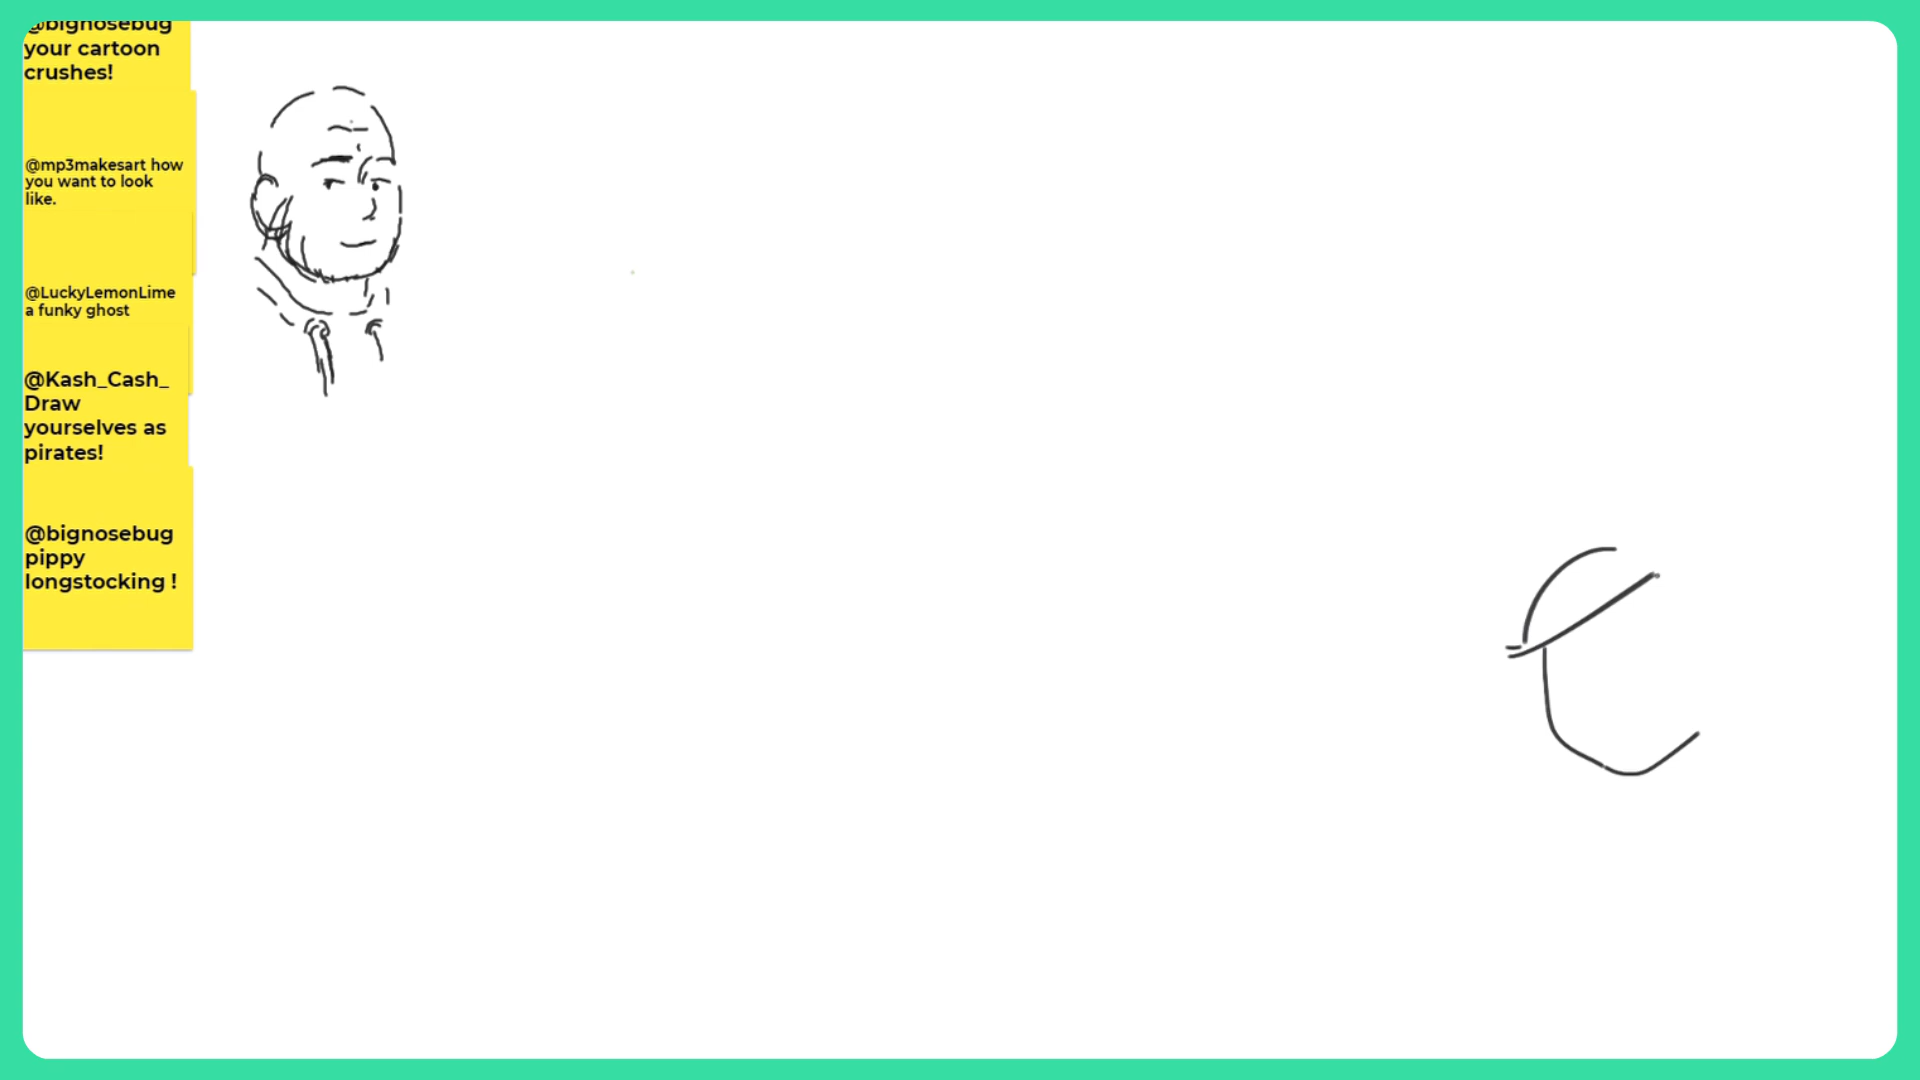 @bignosebug
your cartoon
crushes!
@mp3makesart how
you want to look
like.
@LuckyLemonLime
a funky ghost
@Kash_Cash_
Draw
yourselves as
pirates!
@bignosebug
pippy
longstocking !